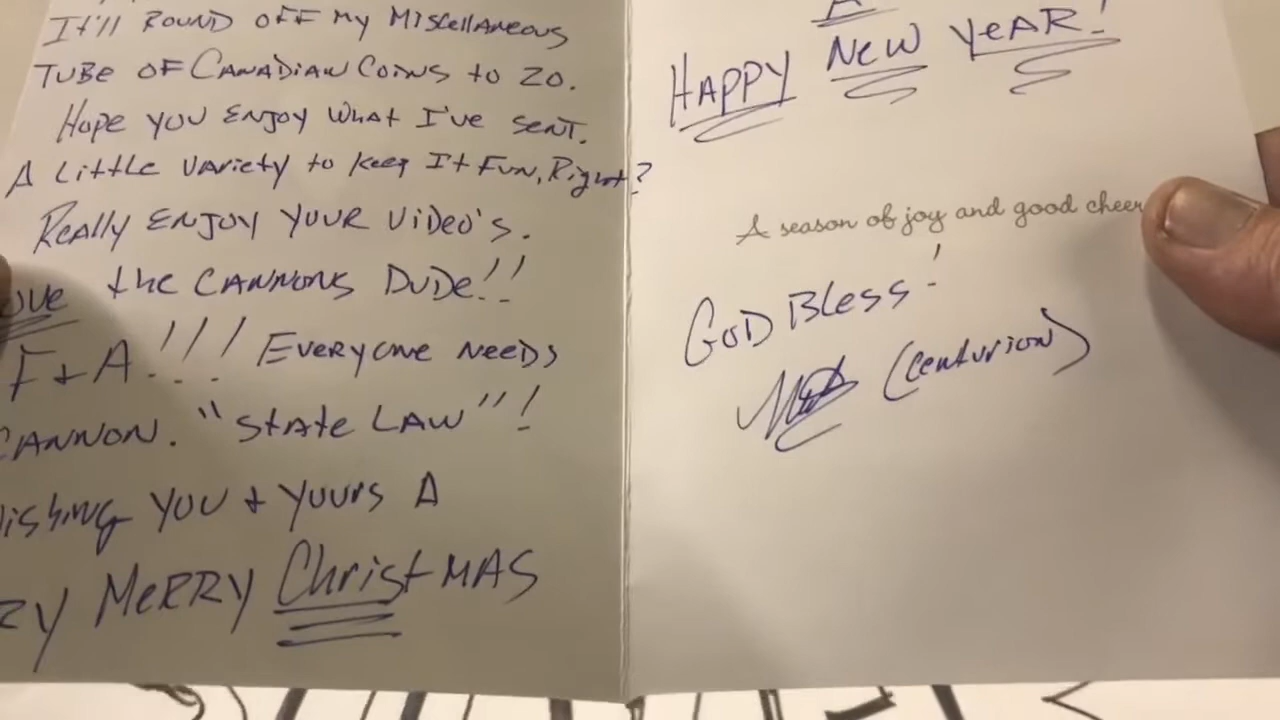 It'll ROUND OFF MY MISCellaneous
TUBE OF CANADIAN COINS to 20.
Hope YOU ENJOY WHAT I'VE SENT.
A LITTLE VARIETY to Keep It FUN, Right?
Really ENJOY YOUR VIDEO'S.
the CANNONS DUDE!!
F+A!!! EVERYONE NEEDS
CANNON. "STATE LAW"!
YOU + YOURS A
MERRY ChristMAS
A
HAPPY NEW YEAR!
A season of joy and good cheer
GOD BLESS!
(Centurion)